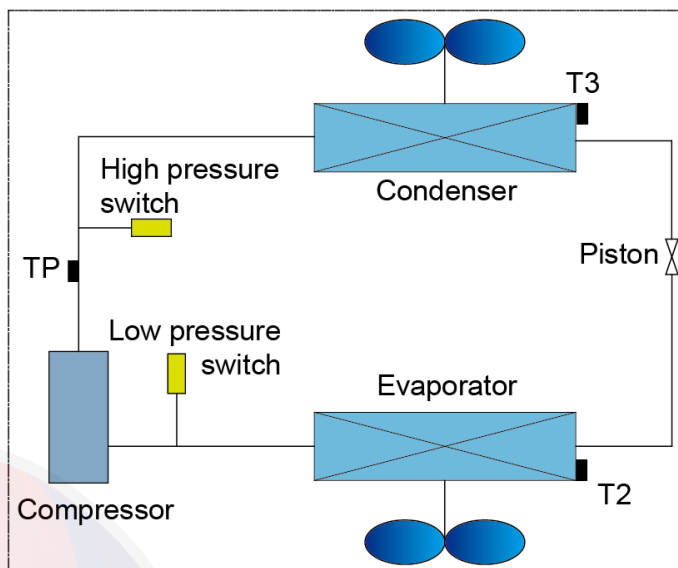 T3
Condenser
High pressure
switch
TP
Piston
Low pressure
switch
Evaporator
T2
Compressor